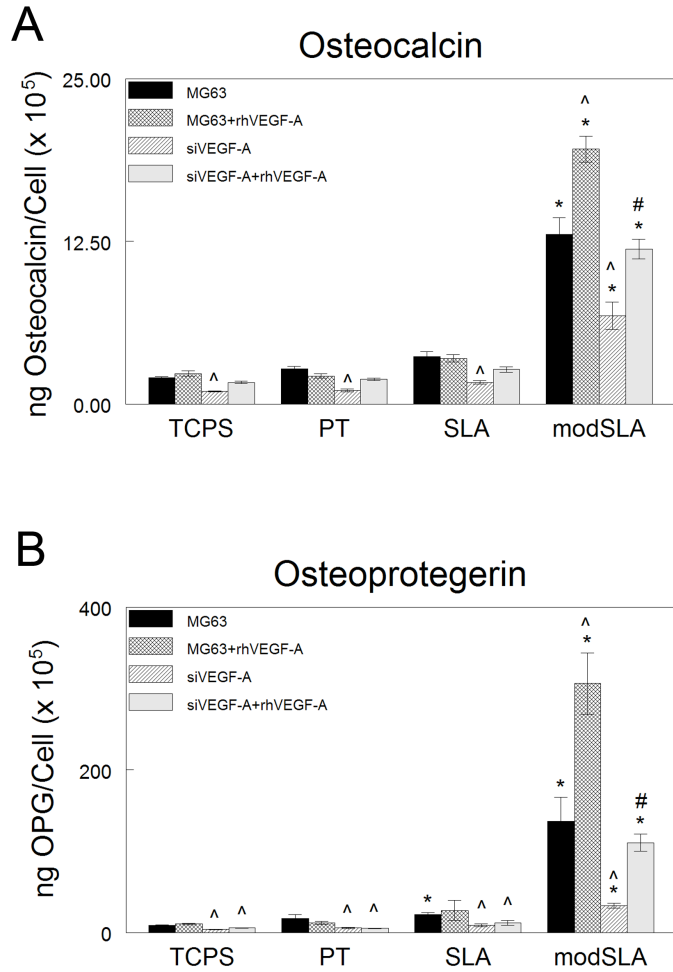 A
Osteocalcin
ng Osteocalcin/Cell (x 10⁵)
25.00
12.50
0.00
MG63
MG63+rhVEGF-A
siVEGF-A
siVEGF-A+rhVEGF-A
^ ^ ^ * ^ * ^ * # *
TCPS PT SLA modSLA
B
Osteoprotegerin
ng OPG/Cell (x 10⁵)
400
200
0
MG63
MG63+rhVEGF-A
siVEGF-A
siVEGF-A+rhVEGF-A
^ ^ ^ ^ * ^ ^ * ^ * ^ * # *
TCPS PT SLA modSLA